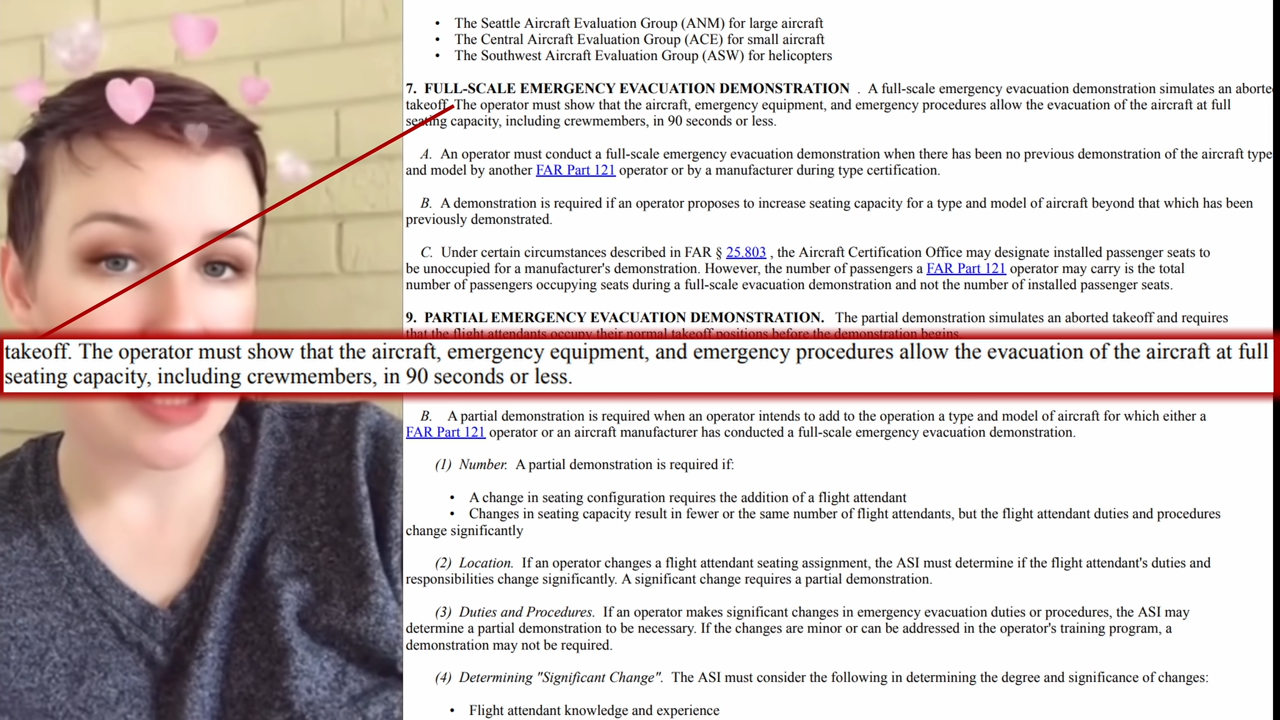 • The Seattle Aircraft Evaluation Group (ANM) for large aircraft
• The Central Aircraft Evaluation Group (ACE) for small aircraft
• The Southwest Aircraft Evaluation Group (ASW) for helicopters
7. FULL-SCALE EMERGENCY EVACUATION DEMONSTRATION . A full-scale emergency evacuation demonstration simulates an aborte
takeoff. The operator must show that the aircraft, emergency equipment, and emergency procedures allow the evacuation of the aircraft at full
seating capacity, including crewmembers, in 90 seconds or less.
A. An operator must conduct a full-scale emergency evacuation demonstration when there has been no previous demonstration of the aircraft type
and model by another FAR Part 121 operator or by a manufacturer during type certification.
B. A demonstration is required if an operator proposes to increase seating capacity for a type and model of aircraft beyond that which has been
previously demonstrated.
C. Under certain circumstances described in FAR § 25.803 , the Aircraft Certification Office may designate installed passenger seats to
be unoccupied for a manufacturer's demonstration. However, the number of passengers a FAR Part 121 operator may carry is the total
number of passengers occupying seats during a full-scale evacuation demonstration and not the number of installed passenger seats.
9. PARTIAL EMERGENCY EVACUATION DEMONSTRATION. The partial demonstration simulates an aborted takeoff and requires
that the flight attendants occupy their normal takeoff positions before the demonstration begins.
takeoff. The operator must show that the aircraft, emergency equipment, and emergency procedures allow the evacuation of the aircraft at full
seating capacity, including crewmembers, in 90 seconds or less.
B. A partial demonstration is required when an operator intends to add to the operation a type and model of aircraft for which either a
FAR Part 121 operator or an aircraft manufacturer has conducted a full-scale emergency evacuation demonstration.
(1) Number. A partial demonstration is required if:
• A change in seating configuration requires the addition of a flight attendant
• Changes in seating capacity result in fewer or the same number of flight attendants, but the flight attendant duties and procedures
change significantly
(2) Location. If an operator changes a flight attendant seating assignment, the ASI must determine if the flight attendant's duties and
responsibilities change significantly. A significant change requires a partial demonstration.
(3) Duties and Procedures. If an operator makes significant changes in emergency evacuation duties or procedures, the ASI may
determine a partial demonstration to be necessary. If the changes are minor or can be addressed in the operator's training program, a
demonstration may not be required.
(4) Determining "Significant Change". The ASI must consider the following in determining the degree and significance of changes:
• Flight attendant knowledge and experience